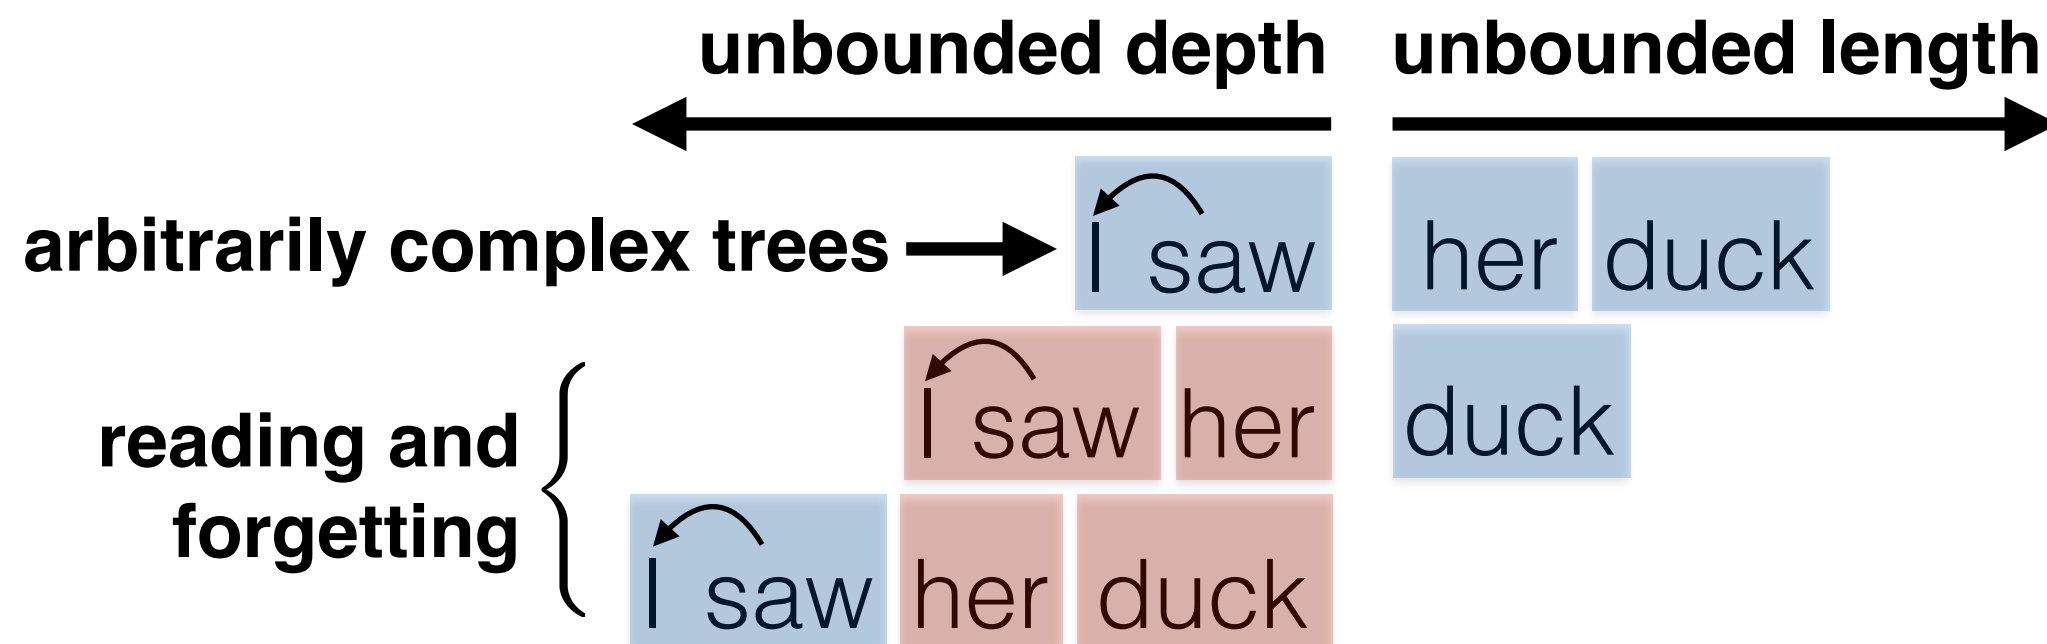 unbounded depth unbounded length
arbitrarily complex trees I saw her duck
I saw her duck
reading and
forgetting
I saw her duck